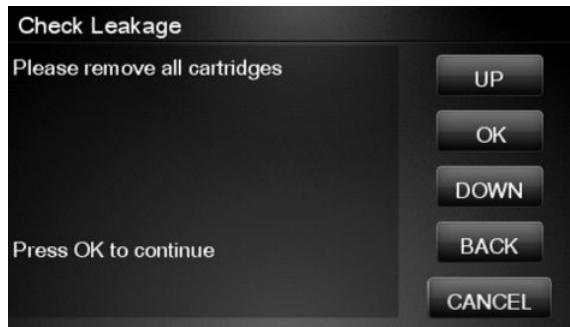 Check Leakage
Please remove all cartridges
Press OK to continue
UP
OK
DOWN
BACK
CANCEL